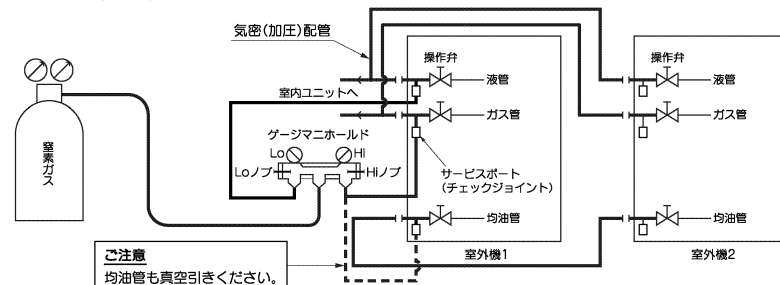 気密(加圧)配管
操作弁
液管
室内ユニットへ
ガス管
ゲージマニホールド
Lo
Hi
Loノブ
Hiノブ
サービスポート
(チェックジョイント)
窒素ガス
均油管
室外機1
操作弁
液管
ガス管
均油管
室外機2
ご注意
均油管も真空引きください。